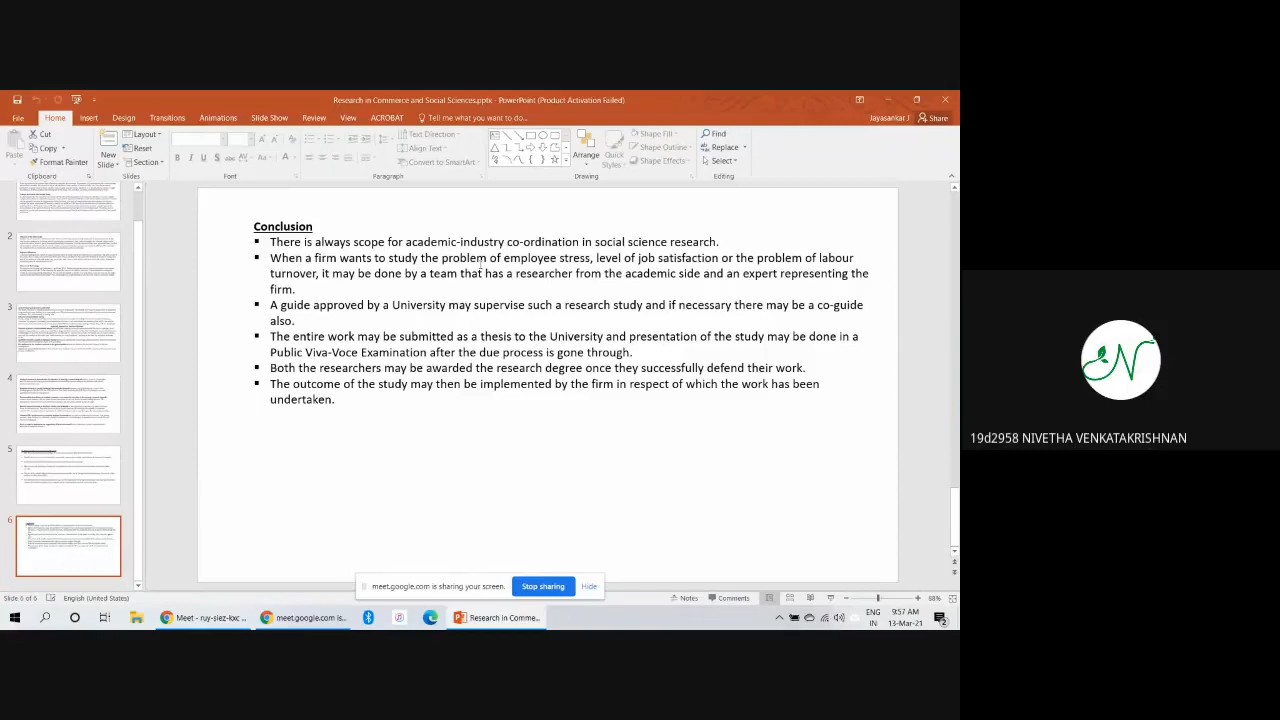 Research in Commerce and Social Sciences.pptx - PowerPoint (Product Activation Failed)
File Home Insert Design Transitions Animations Slide Show Review View ACROBAT Tell me what you want to do... Jayasankar J Share
Paste
Cut
Copy
Format Painter
Clipboard
New
Slide
Layout
Reset
Section
Slides
B I U S abc AV Aa A
Font
Text Direction
Align Text
Convert to SmartArt
Paragraph
Arrange
Quick
Styles
Shape Fill
Shape Outline
Shape Effects
Drawing
Find
Replace
Select
Editing
2
3
4
5
6
Conclusion
There is always scope for academic-industry co-ordination in social science research.
When a firm wants to study the problem of employee stress, level of job satisfaction or the problem of labour
turnover, it may be done by a team that has a researcher from the academic side and an expert representing the
firm.
A guide approved by a University may supervise such a research study and if necessary there may be a co-guide
also.
The entire work may be submitted as a thesis to the University and presentation of the study may be done in a
Public Viva-Voce Examination after the due process is gone through.
Both the researchers may be awarded the research degree once they successfully defend their work.
The outcome of the study may then be implemented by the firm in respect of which the work has been
undertaken.
N
19d2958 NIVETHA VENKATAKRISHNAN
meet.google.com is sharing your screen. Stop sharing Hide
Slide 6 of 6 English (United States) Notes Comments 88%
Meet - ruy-siez-kxc ... meet.google.com is... Research in Comme...
ENG
IN
9:57 AM
13-Mar-21
2